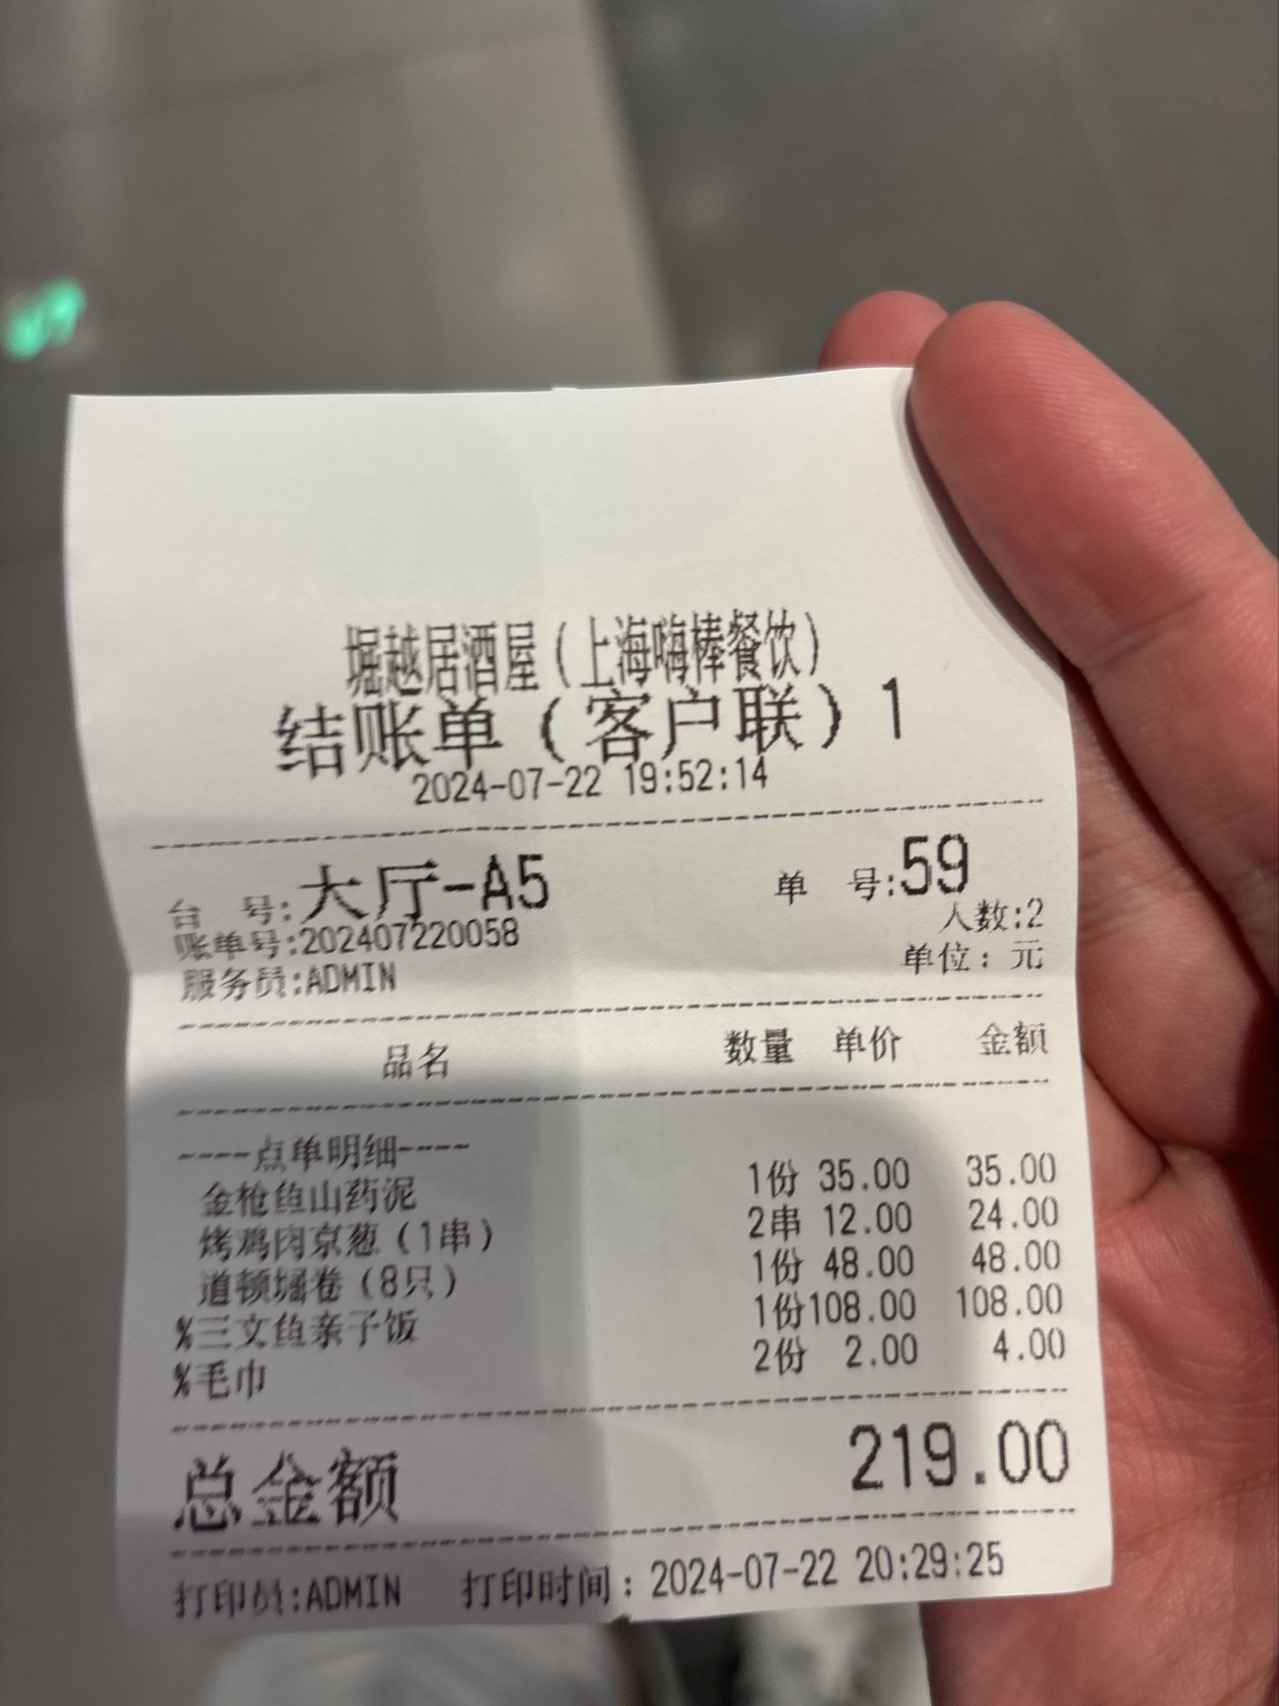 堀越居酒屋（上海嗨棒餐饮）
结账单（客户联）1
2024-07-22 19:52:14
台 号:大厅-A5 单 号:59
人数:2
账单号:202407220058
服务员:ADMIN 单位：元
品名 数量 单价 金额
----点单明细----
金枪鱼山药泥 1份 35.00 35.00
烤鸡肉京葱（1串） 2串 12.00 24.00
道顿堀卷（8只） 1份 48.00 48.00
%三文鱼亲子饭 1份108.00 108.00
%毛巾 2份 2.00 4.00
总金额 219.00
打印员:ADMIN 打印时间：2024-07-22 20:29:25